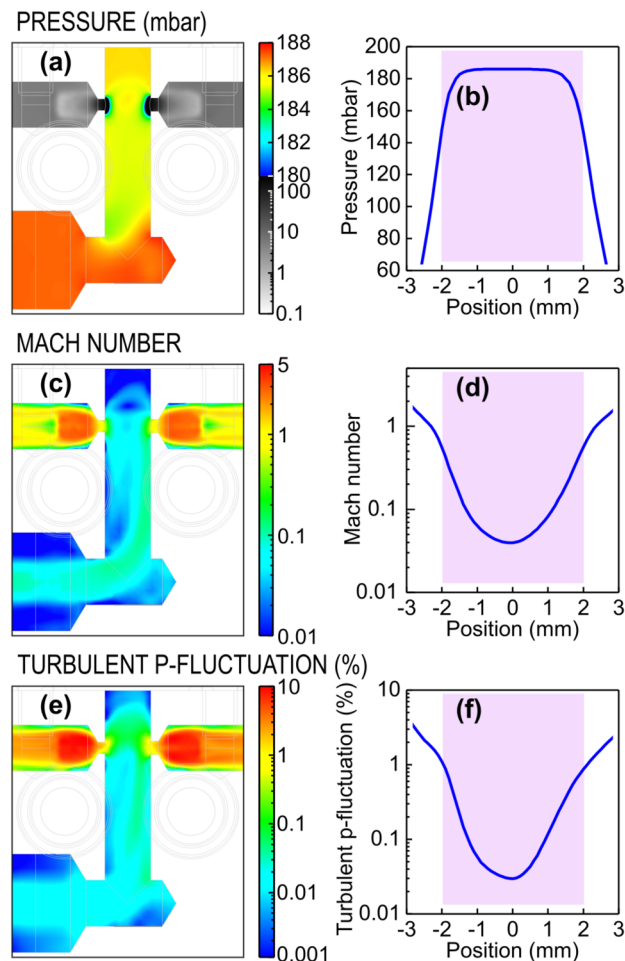 PRESSURE (mbar)
(a)
188
186
184
182
180
100
10
1
0.1
(b)
Pressure (mbar)
200
180
160
140
120
100
80
60
-3 -2 -1 0 1 2 3
Position (mm)
MACH NUMBER
(c)
5
1
0.1
0.01
(d)
Mach number
1
0.1
0.01
-3 -2 -1 0 1 2 3
Position (mm)
TURBULENT P-FLUCTUATION (%)
(e)
10
1
0.1
0.01
0.001
(f)
Turbulent p-fluctuation (%)
10
1
0.1
0.01
-3 -2 -1 0 1 2 3
Position (mm)